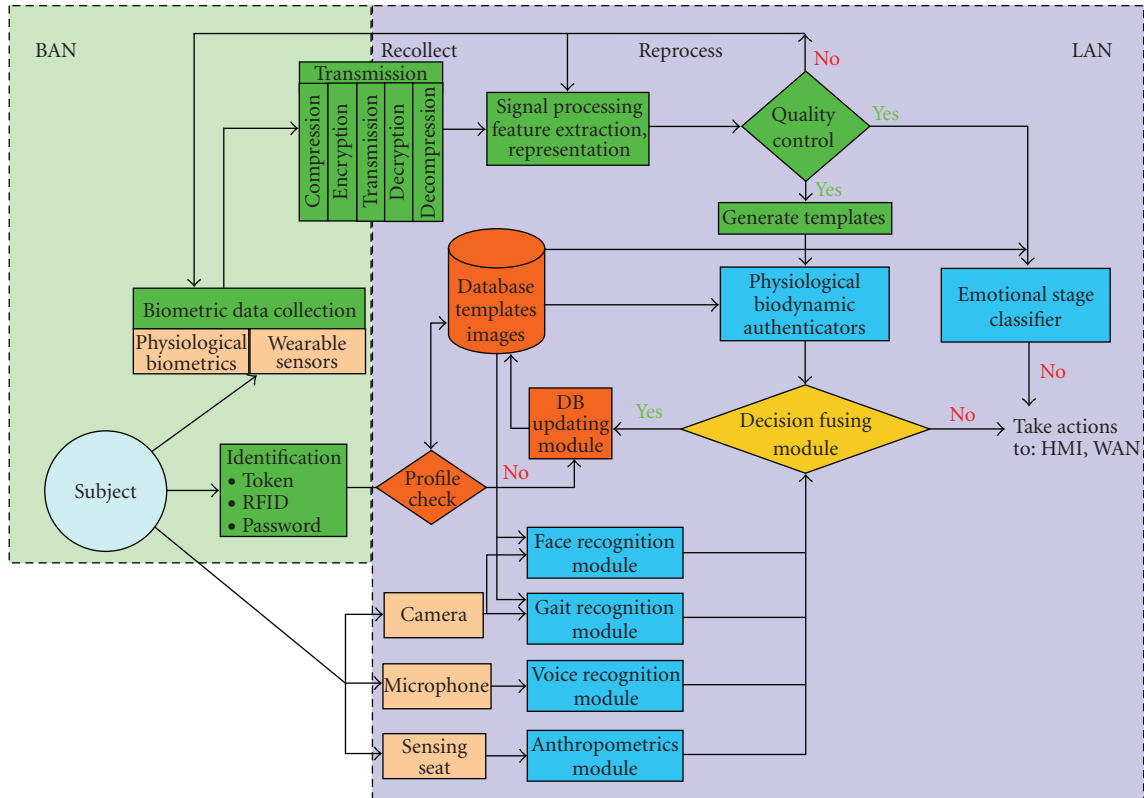 BAN
Recollect
Reprocess
LAN
No
Transmission
Compression
Encryption
Transmission
Decryption
Decompression
Signal processing
feature extraction,
representation
Quality
control
Yes
Yes
Generate templates
Database
templates
images
Physiological
biodynamic
authenticators
Emotional stage
classifier
Biometric data collection
Physiological
biometrics
Wearable
sensors
No
DB
updating
module
Yes
Decision fusing
module
No
Take actions
to: HMI, WAN
Subject
Identification
• Token
• RFID
• Password
Profile
check
No
Face recognition
module
Camera
Gait recognition
module
Microphone
Voice recognition
module
Sensing
seat
Anthropometrics
module